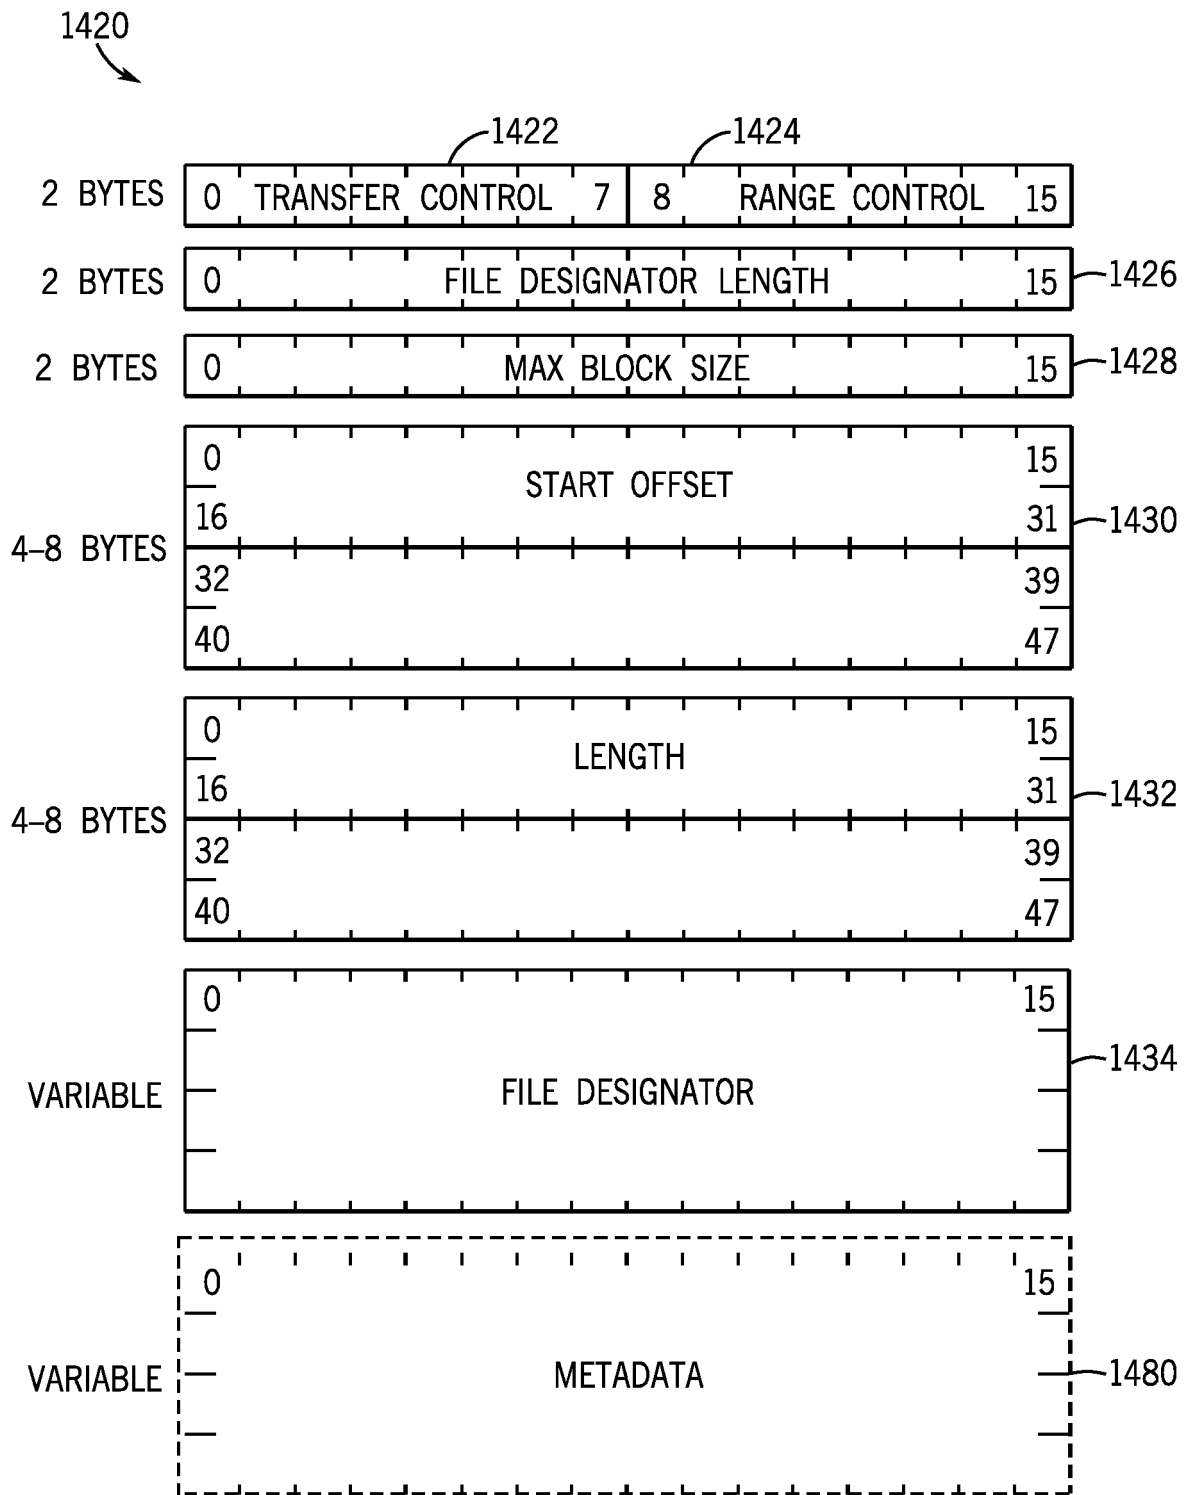 1420
1422 1424
2 BYTES 0 TRANSFER CONTROL 7 8 RANGE CONTROL 15
2 BYTES 0 FILE DESIGNATOR LENGTH 15 1426
2 BYTES 0 MAX BLOCK SIZE 15 1428
0 15
START OFFSET
16 31 1430
4–8 BYTES
32 39
40 47
0 15
LENGTH
16 31 1432
4–8 BYTES
32 39
40 47
0 15
1434
VARIABLE FILE DESIGNATOR
0 15
VARIABLE METADATA 1480